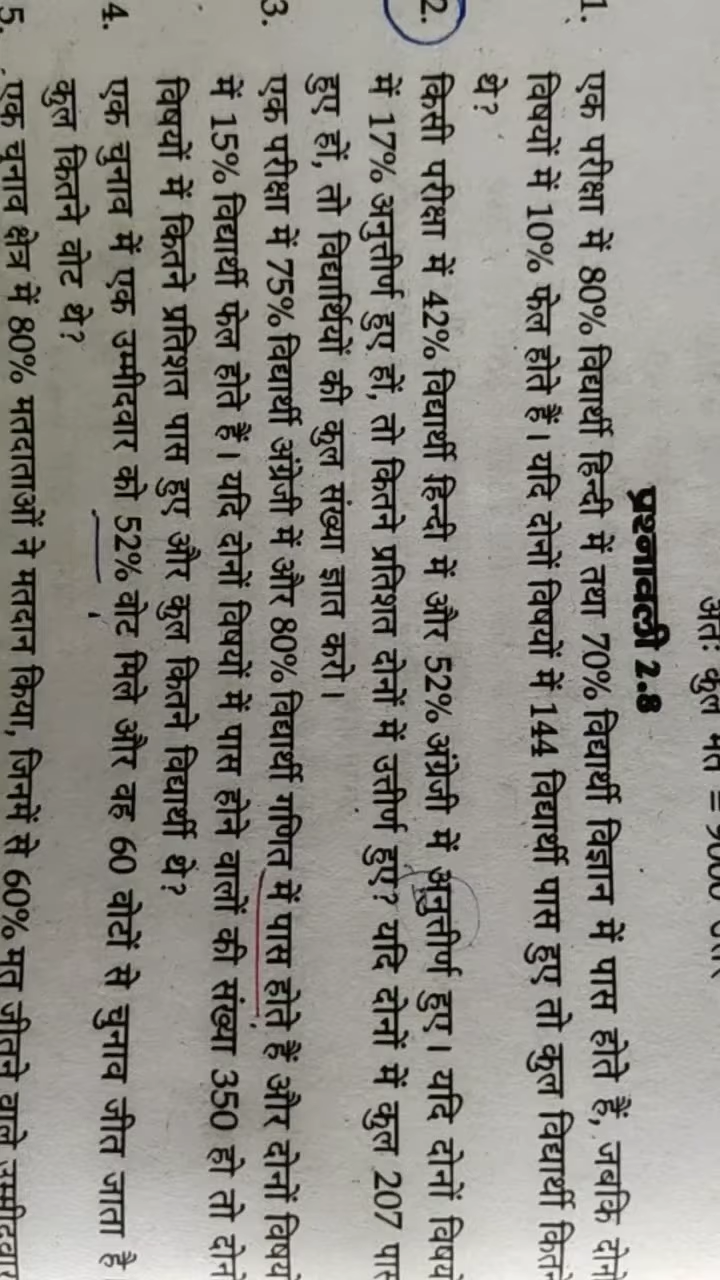 अतः कुल मत =
प्रश्नावली 2.8
1. एक परीक्षा में 80% विद्यार्थी हिन्दी में तथा 70% विद्यार्थी विज्ञान में पास होते हैं, जबकि
विषयों में 10% फेल होते हैं। यदि दोनों विषयों में 144 विद्यार्थी पास हुए तो कुल विद्यार्थी
थे?
2. किसी परीक्षा में 42% विद्यार्थी हिन्दी में और 52% अंग्रेजी में अनुत्तीर्ण हुए। यदि दोनों
में 17% अनुत्तीर्ण हुए हों, तो कितने प्रतिशत दोनों में उत्तीर्ण हुए? यदि दोनों में कुल 207
हुए हों, तो विद्यार्थियों की कुल संख्या ज्ञात करो।
3. एक परीक्षा में 75% विद्यार्थी अंग्रेजी में और 80% विद्यार्थी गणित में पास होते हैं और दोनों
में 15% विद्यार्थी फेल होते हैं। यदि दोनों विषयों में पास होने वालों की संख्या 350 हो तो
विषयों में कितने प्रतिशत पास हुए और कुल कितने विद्यार्थी थे?
4. एक चुनाव में एक उम्मीदवार को 52% वोट मिले और वह 60 वोटों से चुनाव जीत जाता है
कुल कितने वोट थे?
5. एक चुनाव क्षेत्र में 80% मतदाताओं ने मतदान किया, जिनमें से 60% मत जीतने वाले